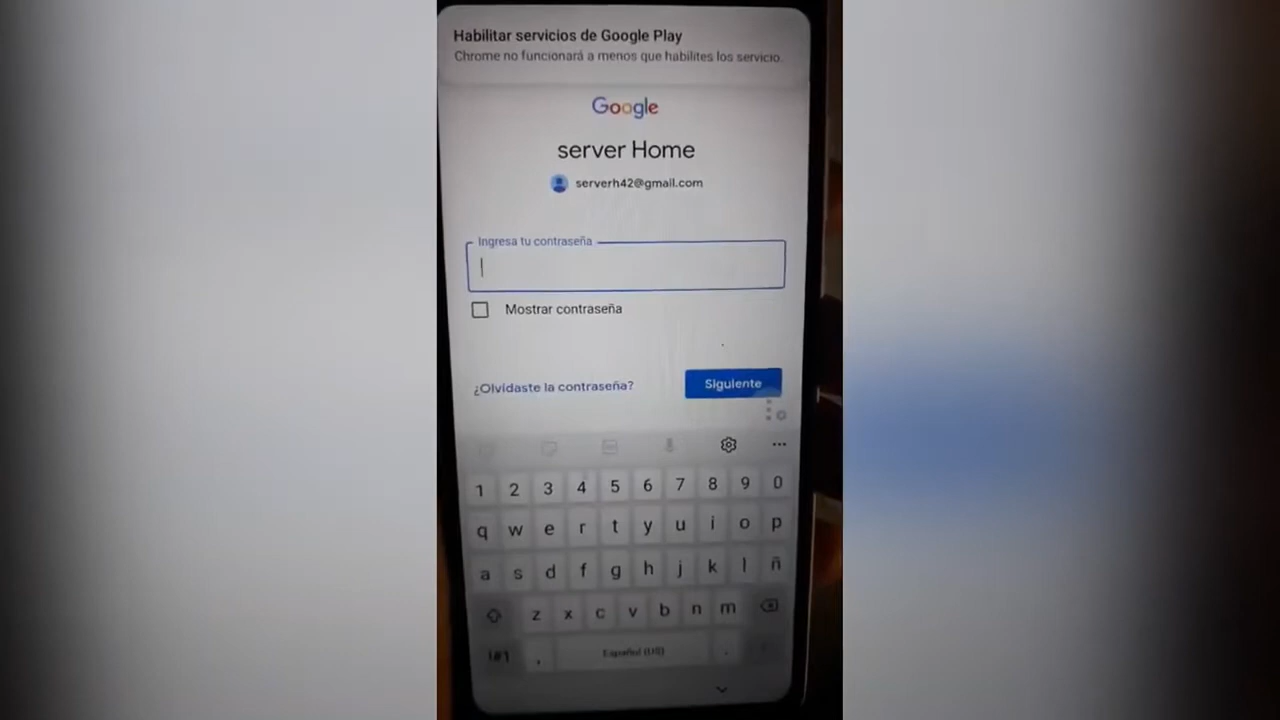 Habilitar servicios de Google Play
Chrome no funcionará a menos que habilites los servicio.
Google
server Home
serverh42@gmail.com
Ingresa tu contraseña
Mostrar contraseña
¿Olvidaste la contraseña?
Siguiente
1 2 3 4 5 6 7 8 9 0
q w e r t y u i o p
a s d f g h j k l ñ
z x c v b n m
!#1 , Español (US) .